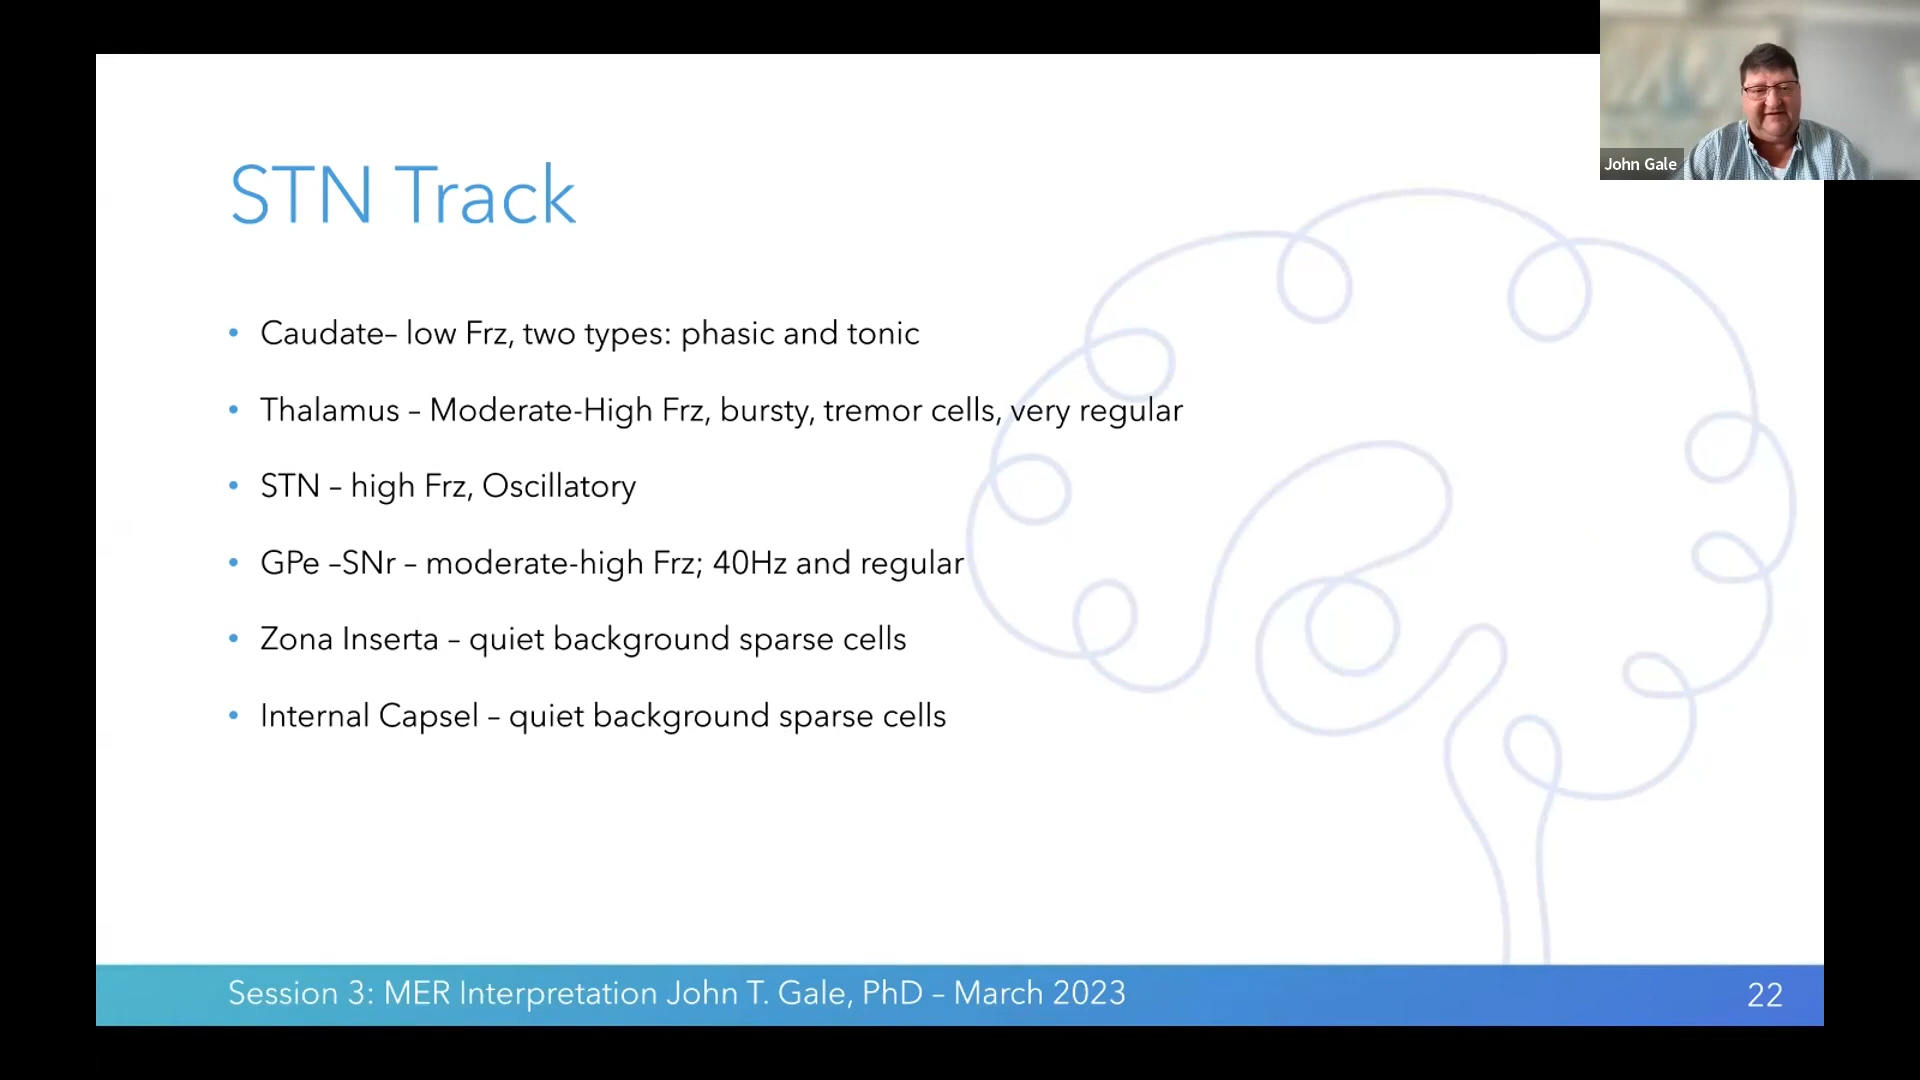 John Gale
STN Track
• Caudate– low Frz, two types: phasic and tonic
• Thalamus – Moderate-High Frz, bursty, tremor cells, very regular
• STN – high Frz, Oscillatory
• GPe –SNr – moderate-high Frz; 40Hz and regular
• Zona Inserta – quiet background sparse cells
• Internal Capsel – quiet background sparse cells
Session 3: MER Interpretation John T. Gale, PhD – March 2023
22